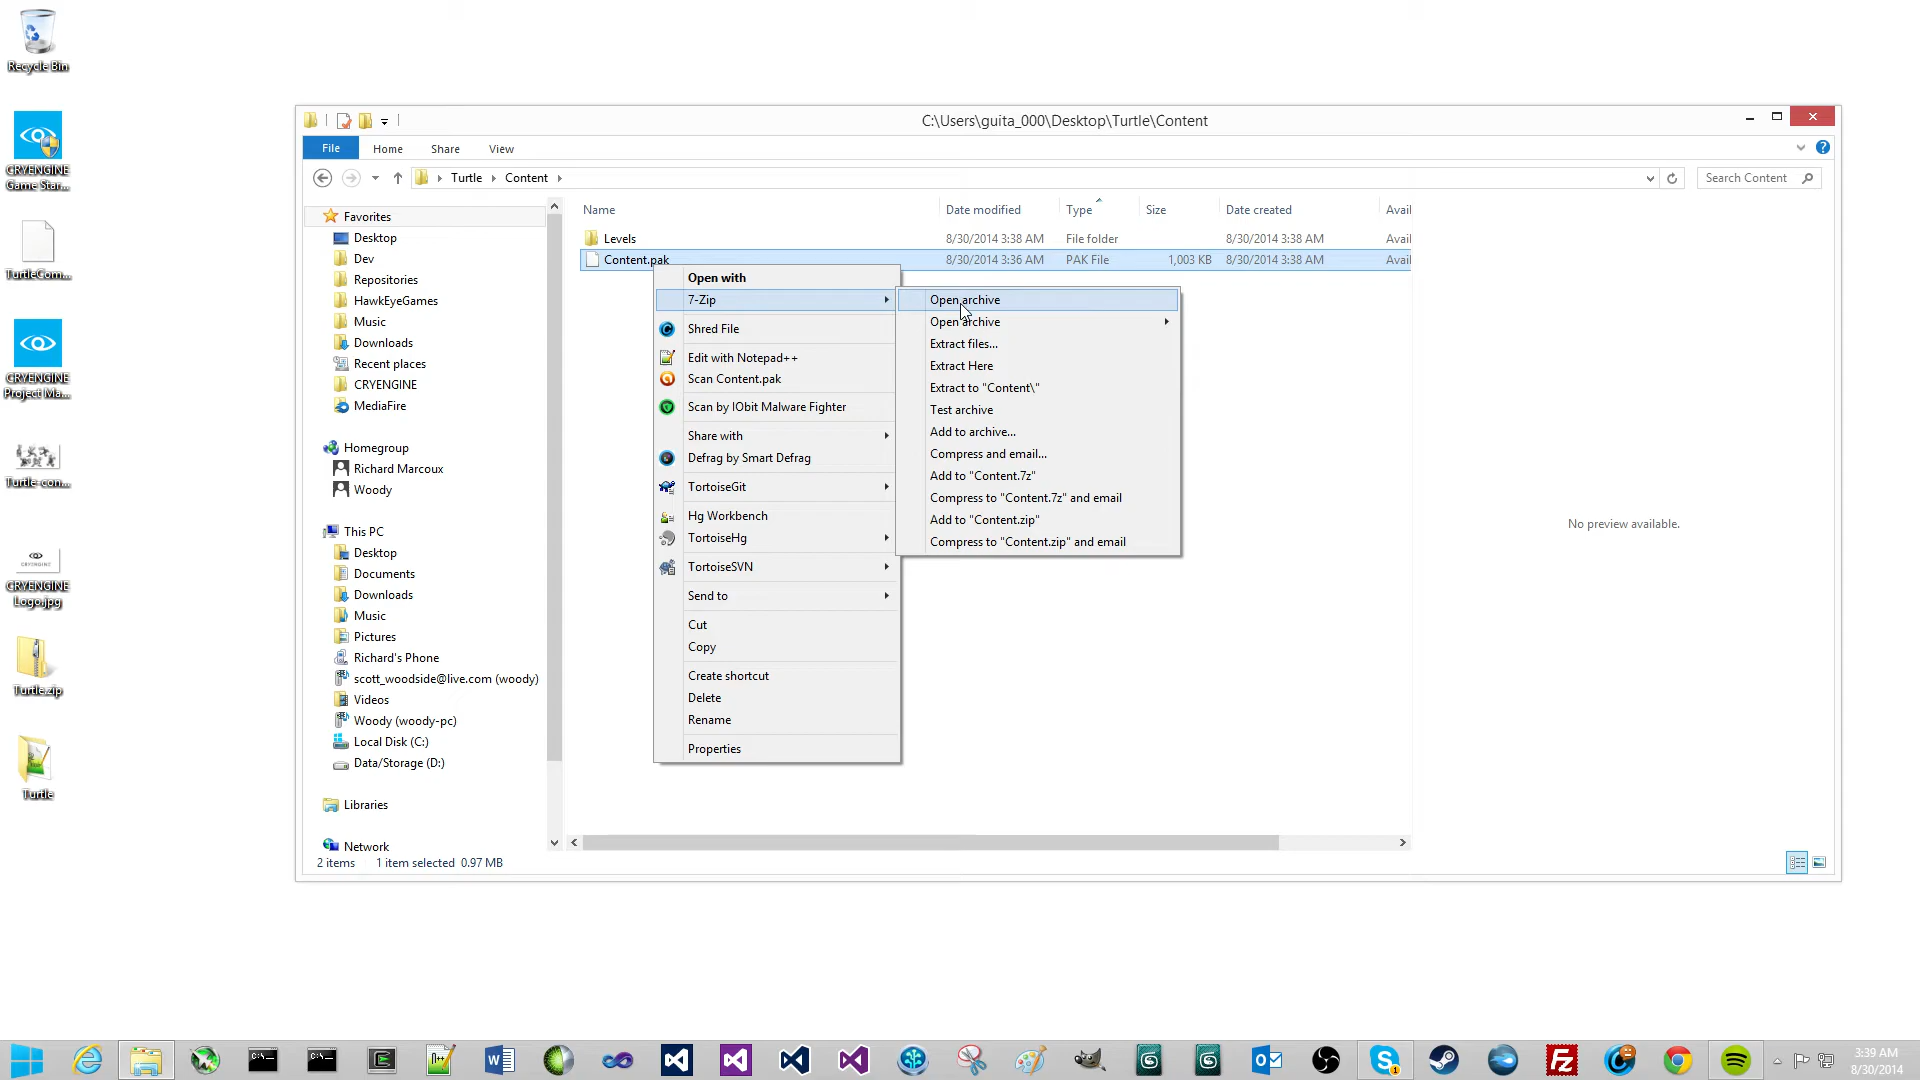 Recycle Bin
CRYENGINE
Game Star...
TurtleCom...
CRYENGINE
Project Ma...
Turtle-con...
CRYENGINE
CRYENGINE
Logo.jpg
Turtle.zip
Turtle
C:\Users\guita_000\Desktop\Turtle\Content
File Home Share View
Turtle Content
Search Content
Favorites
Desktop
Dev
Repositories
HawkEyeGames
Music
Downloads
Recent places
CRYENGINE
MediaFire
Homegroup
Richard Marcoux
Woody
This PC
Desktop
Documents
Downloads
Music
Pictures
Richard's Phone
scott_woodside@live.com (woody)
Videos
Woody (woody-pc)
Local Disk (C:)
Data/Storage (D:)
Libraries
Network
2 items 1 item selected 0.97 MB
Name Date modified Type Size Date created Avail
Levels 8/30/2014 3:38 AM File folder 8/30/2014 3:38 AM Avail
Content.pak 8/30/2014 3:36 AM PAK File 1,003 KB 8/30/2014 3:38 AM Avail
Open with
7-Zip
Shred File
Edit with Notepad++
Scan Content.pak
Scan by IObit Malware Fighter
Share with
Defrag by Smart Defrag
TortoiseGit
Hg Workbench
TortoiseHg
TortoiseSVN
Send to
Cut
Copy
Create shortcut
Delete
Rename
Properties
Open archive
Open archive
Extract files...
Extract Here
Extract to "Content\"
Test archive
Add to archive...
Compress and email...
Add to "Content.7z"
Compress to "Content.7z" and email
Add to "Content.zip"
Compress to "Content.zip" and email
No preview available.
3:39 AM
8/30/2014